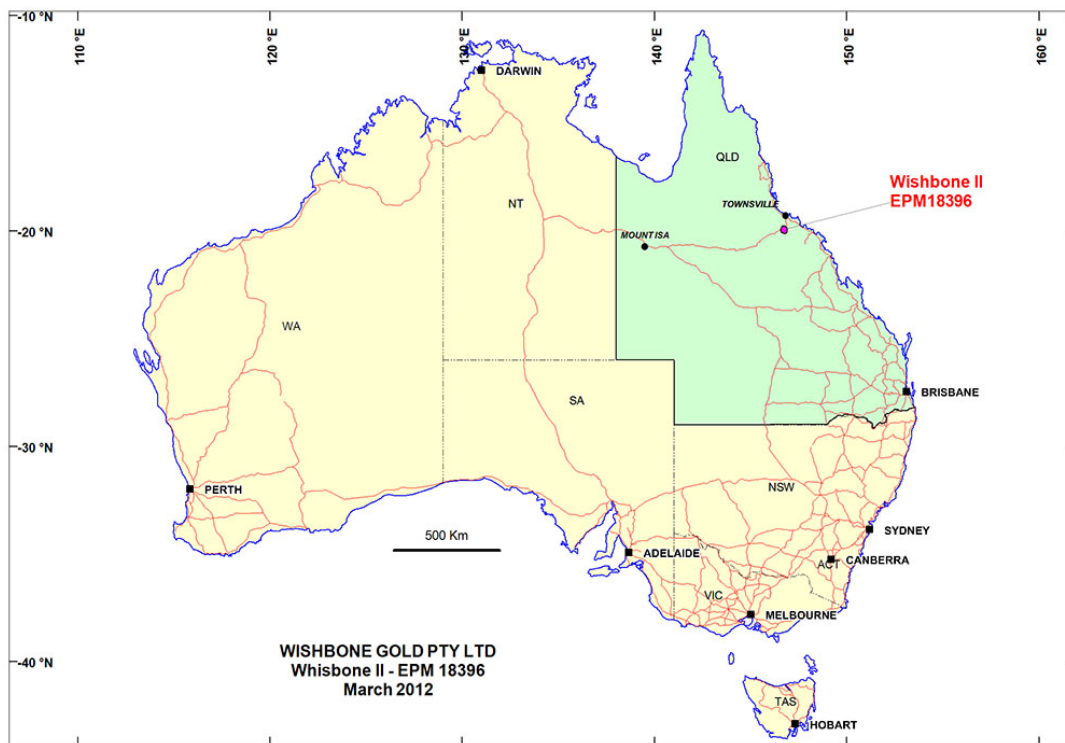 -10 °N
110 °E
120 °E
130 °E
140 °E
150 °E
160 °E
DARWIN
QLD
Wishbone II
EPM18396
NT
TOWNSVILLE
-20 °N
MOUNT ISA
WA
SA
BRISBANE
-30 °N
NSW
PERTH
SYDNEY
500 Km
ADELAIDE
ACT
CANBERRA
VIC
MELBOURNE
WISHBONE GOLD PTY LTD
Whisbone II - EPM 18396
March 2012
-40 °N
TAS
HOBART